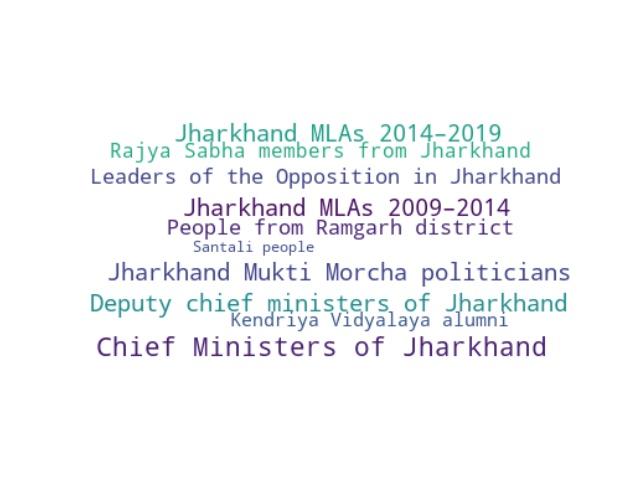 Jharkhand MLAs 2014–2019
Rajya Sabha members from Jharkhand
Leaders of the Opposition in Jharkhand
Jharkhand MLAs 2009–2014
People from Ramgarh district
Santali people
Jharkhand Mukti Morcha politicians
Deputy chief ministers of Jharkhand
Kendriya Vidyalaya alumni
Chief Ministers of Jharkhand